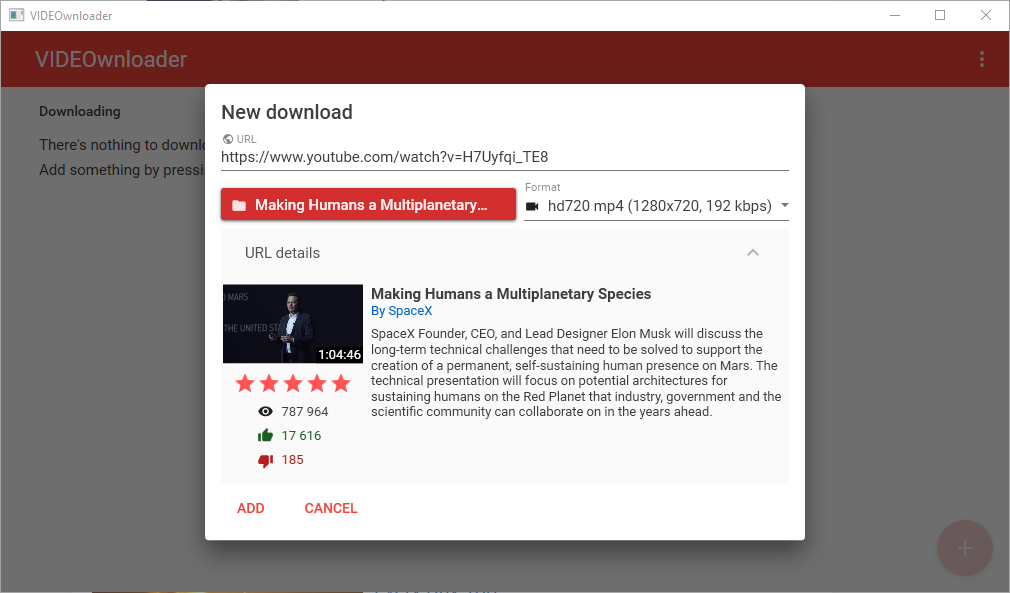 VIDEOwnloader
VIDEOwnloader
Downloading
There's nothing to downl
Add something by pressi
New download
URL
https://www.youtube.com/watch?v=H7Uyfqi_TE8
Making Humans a Multiplanetary...
Format
hd720 mp4 (1280x720, 192 kbps)
URL details
O MARS
THE UNITED ST
1:04:46
Making Humans a Multiplanetary Species
By SpaceX
SpaceX Founder, CEO, and Lead Designer Elon Musk will discuss the
long-term technical challenges that need to be solved to support the
creation of a permanent, self-sustaining human presence on Mars. The
technical presentation will focus on potential architectures for
sustaining humans on the Red Planet that industry, government and the
scientific community can collaborate on in the years ahead.
787 964
17 616
185
ADD
CANCEL